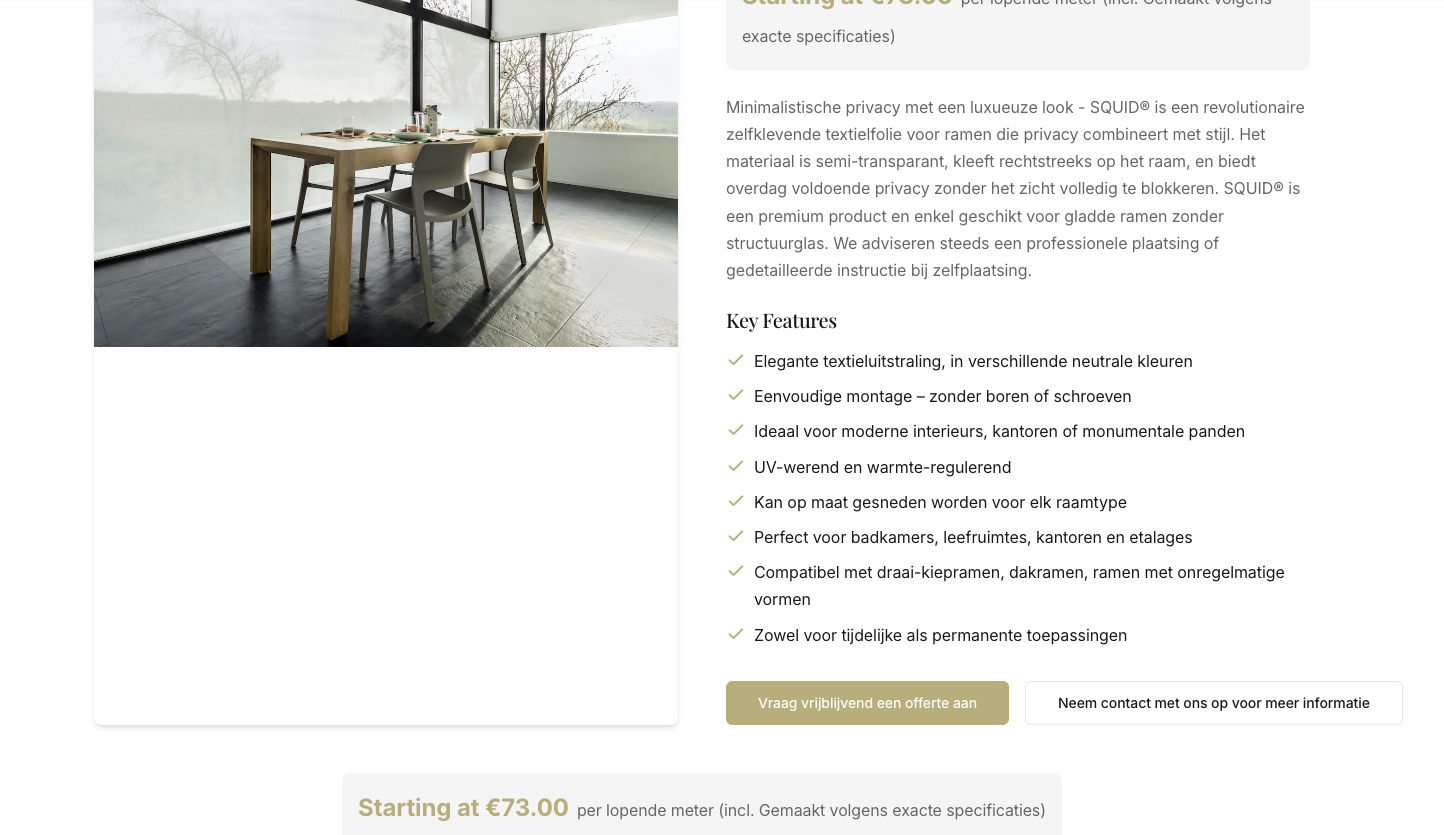 Starting at €73.00 per lopende meter (incl. Gemaakt volgens
exacte specificaties)
Minimalistische privacy met een luxueuze look - SQUID® is een revolutionaire
zelfklevende textielfolie voor ramen die privacy combineert met stijl. Het
materiaal is semi-transparant, kleeft rechtstreeks op het raam, en biedt
overdag voldoende privacy zonder het zicht volledig te blokkeren. SQUID® is
een premium product en enkel geschikt voor gladde ramen zonder
structuurglas. We adviseren steeds een professionele plaatsing of
gedetailleerde instructie bij zelfplaatsing.
Key Features
Elegante textieluitstraling, in verschillende neutrale kleuren
Eenvoudige montage – zonder boren of schroeven
Ideaal voor moderne interieurs, kantoren of monumentale panden
UV-werend en warmte-regulerend
Kan op maat gesneden worden voor elk raamtype
Perfect voor badkamers, leefruimtes, kantoren en etalages
Compatibel met draai-kiepramen, dakramen, ramen met onregelmatige
vormen
Zowel voor tijdelijke als permanente toepassingen
Vraag vrijblijvend een offerte aan
Neem contact met ons op voor meer informatie
Starting at €73.00 per lopende meter (incl. Gemaakt volgens exacte specificaties)